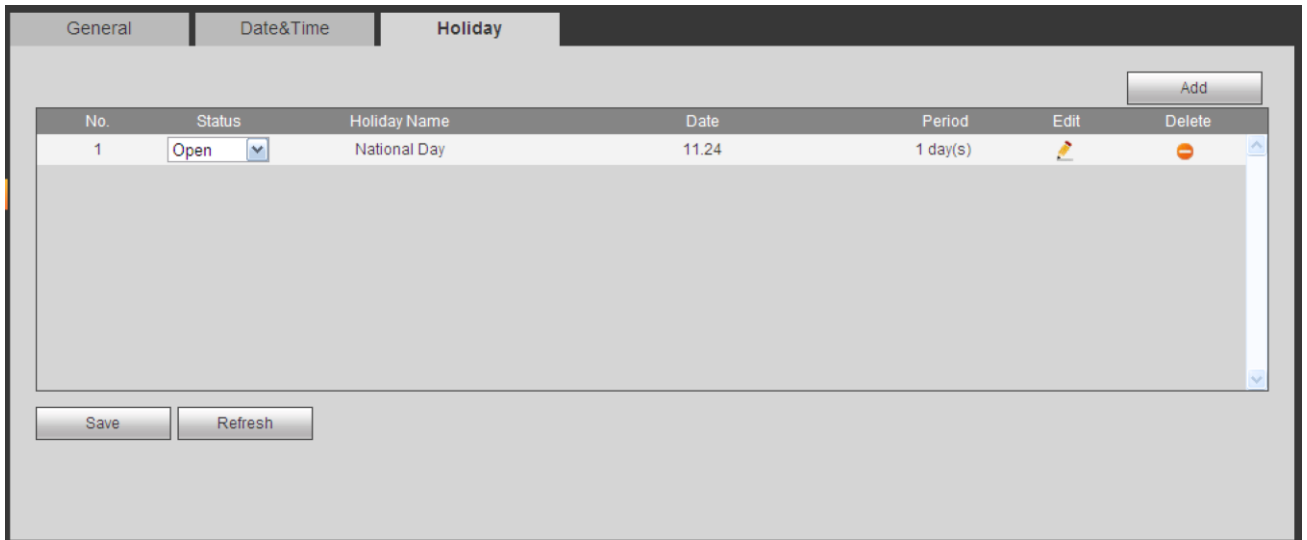 General Date&Time Holiday
Add
No. Status Holiday Name Date Period Edit Delete
1 Open National Day 11.24 1 day(s)
Save Refresh